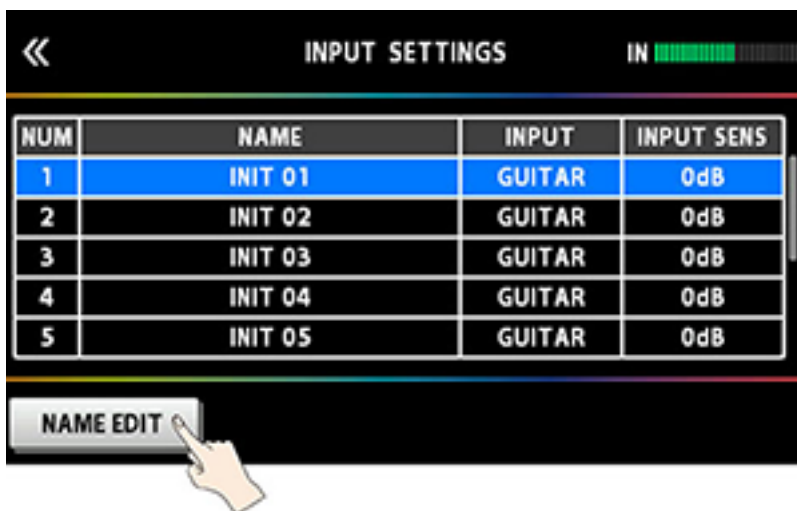 INPUT SETTINGS IN
NUM NAME INPUT INPUT SENS
1 INIT 01 GUITAR 0dB
2 INIT 02 GUITAR 0dB
3 INIT 03 GUITAR 0dB
4 INIT 04 GUITAR 0dB
5 INIT 05 GUITAR 0dB
NAME EDIT